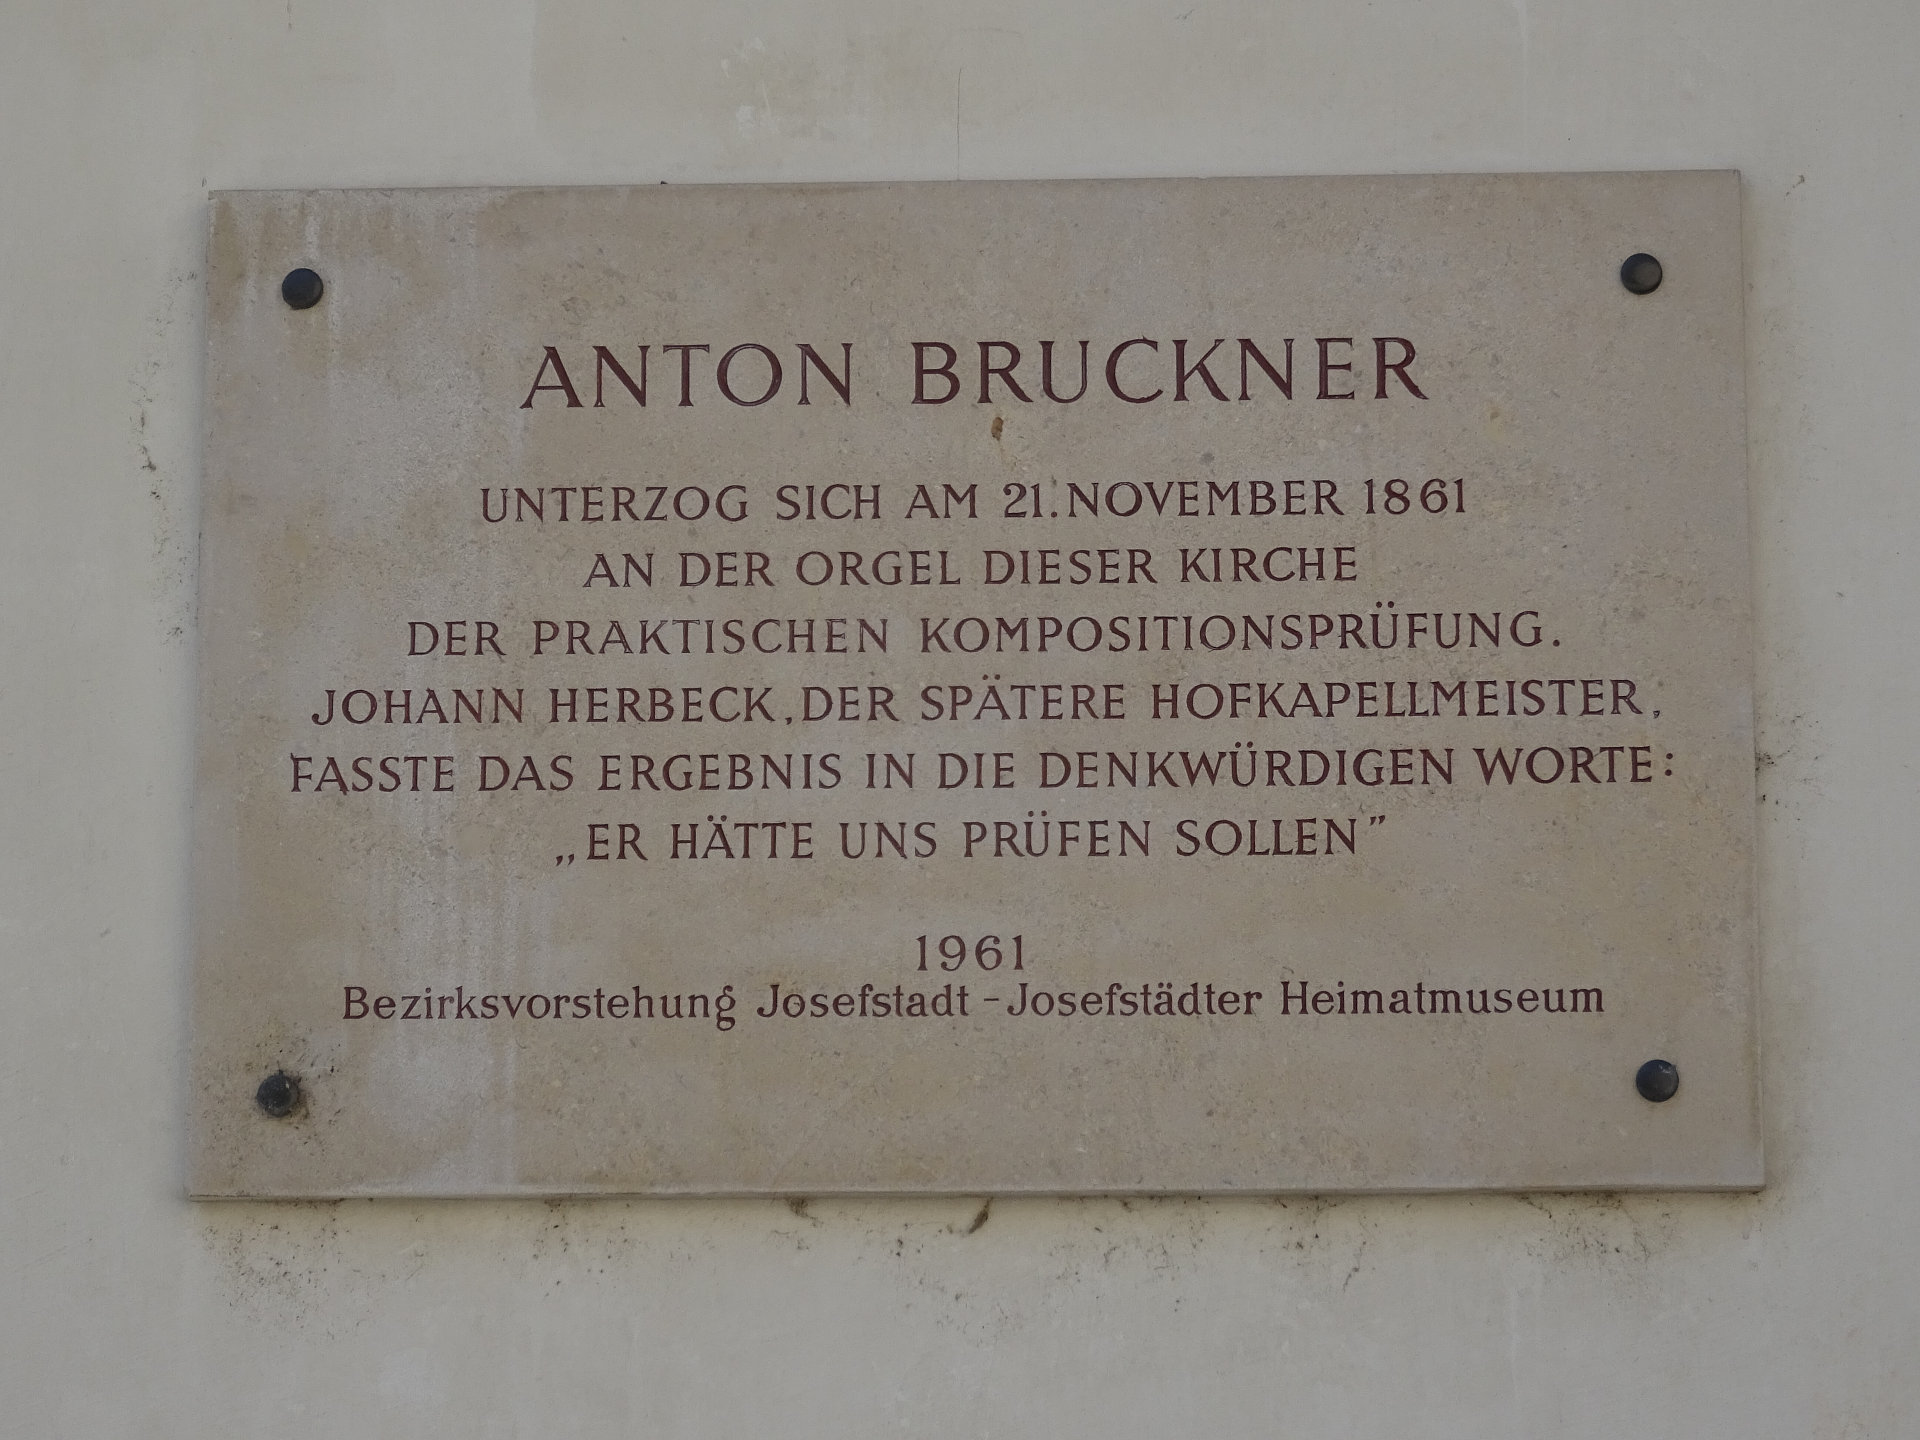 ANTON BRUCKNER
UNTERZOG SICH AM 21. NOVEMBER 1861
AN DER ORGEL DIESER KIRCHE
DER PRAKTISCHEN KOMPOSITIONSPRÜFUNG.
JOHANN HERBECK, DER SPÄTERE HOFKAPELLMEISTER,
FASSTE DAS ERGEBNIS IN DIE DENKWÜRDIGEN WORTE:
„ER HÄTTE UNS PRÜFEN SOLLEN”
1961
Bezirksvorstehung Josefstadt - Josefstädter Heimatmuseum